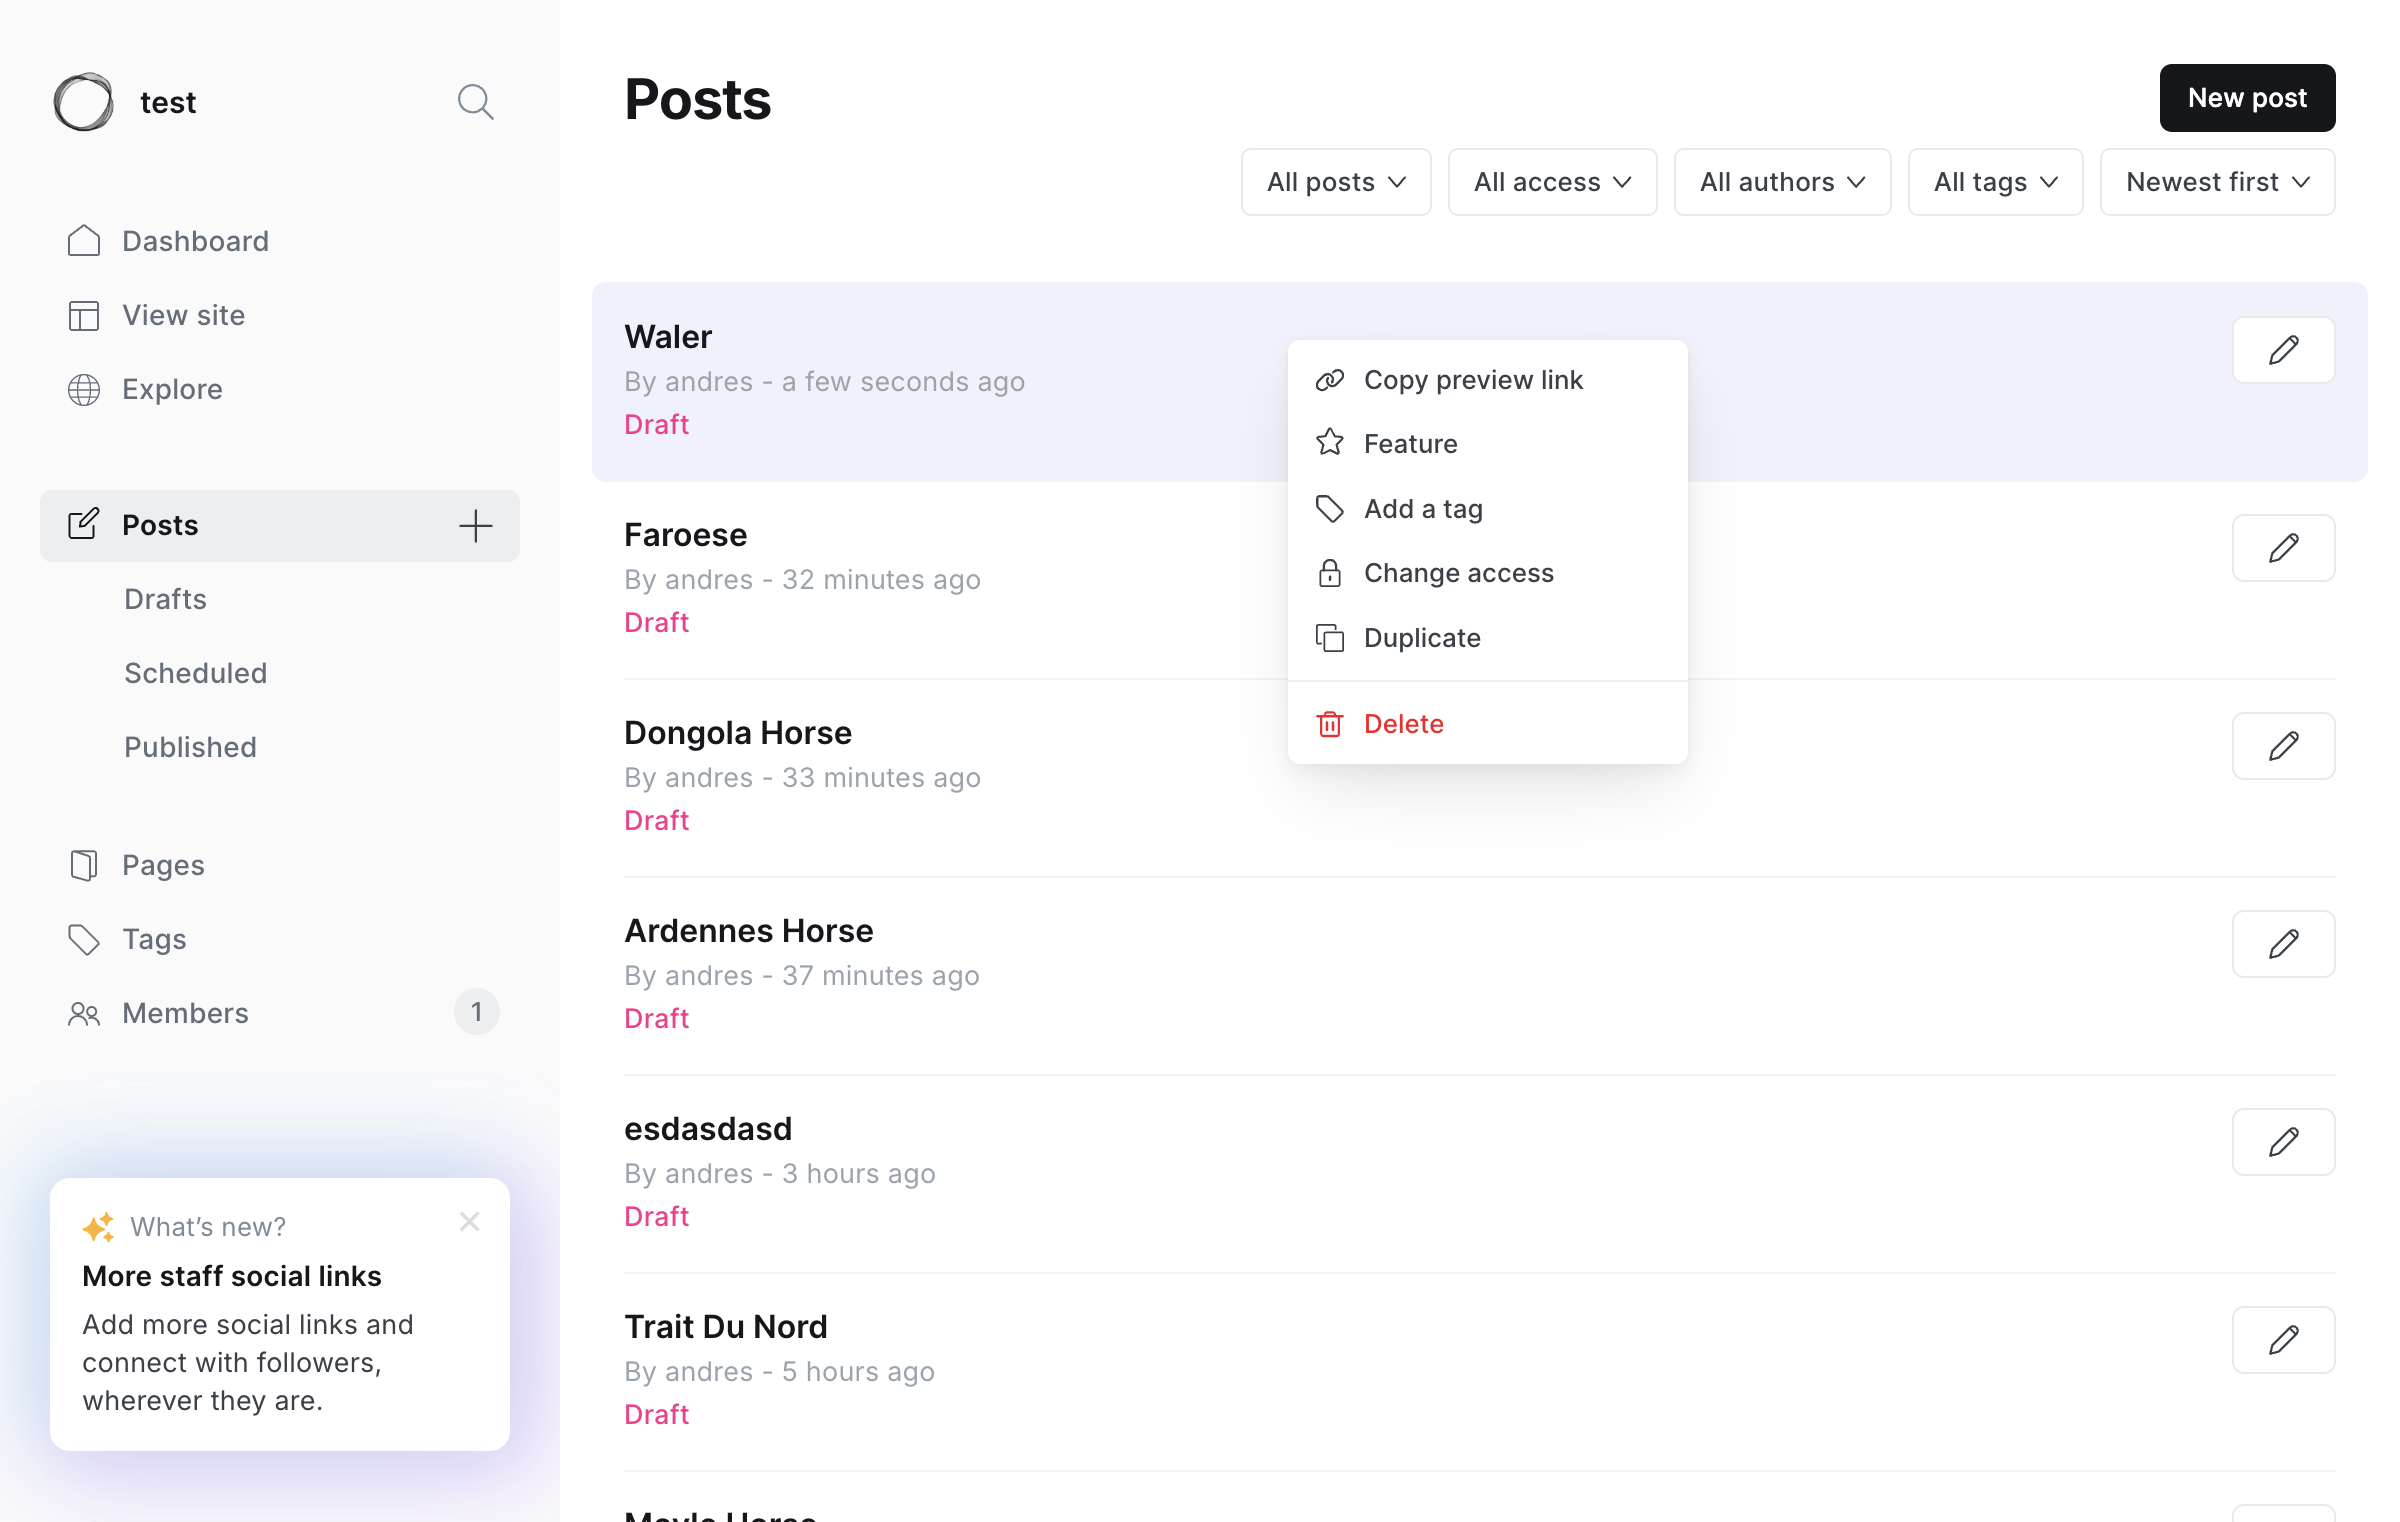 test
Dashboard
View site
Explore
Posts
Drafts
Scheduled
Published
Pages
Tags
Members
1
What's new?
More staff social links
Add more social links and
connect with followers,
wherever they are.
Posts
New post
All posts
All access
All authors
All tags
Newest first
Waler
By andres - a few seconds ago
Draft
Copy preview link
Feature
Add a tag
Change access
Duplicate
Delete
Faroese
By andres - 32 minutes ago
Draft
Dongola Horse
By andres - 33 minutes ago
Draft
Ardennes Horse
By andres - 37 minutes ago
Draft
esdasdasd
By andres - 3 hours ago
Draft
Trait Du Nord
By andres - 5 hours ago
Draft